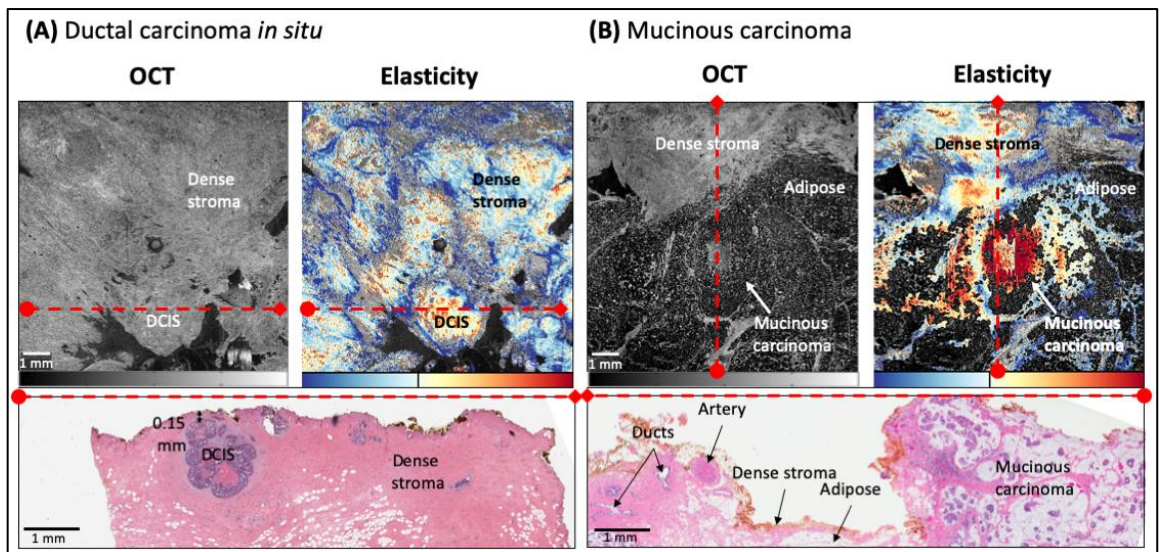 (A) Ductal carcinoma in situ
OCT
Elasticity
Dense
stroma
DCIS
1 mm
Dense
stroma
DCIS
0.15
mm
DCIS
Dense
stroma
1 mm
(B) Mucinous carcinoma
OCT
Elasticity
Dense stroma
Adipose
Mucinous
carcinoma
1 mm
Dense stroma
Adipose
Mucinous
carcinoma
Ducts
Artery
Dense stroma
Adipose
Mucinous
carcinoma
1 mm